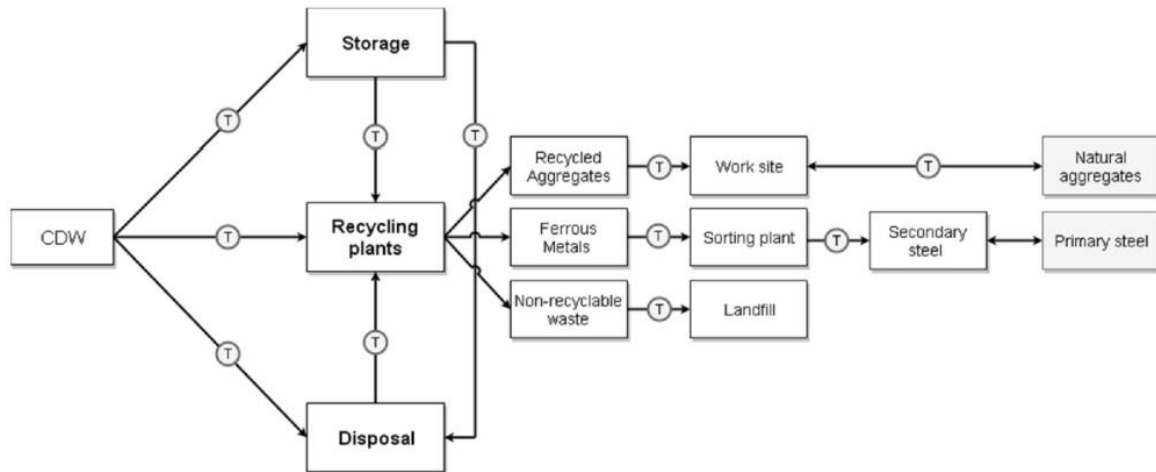 Storage
T
T
T
T
Recycled
Aggregates
T
Work site
T
Natural
aggregates
CDW
T
Recycling
plants
Ferrous
Metals
T
Sorting plant
T
Secondary
steel
Primary steel
Non-recyclable
waste
T
Landfill
T
T
Disposal